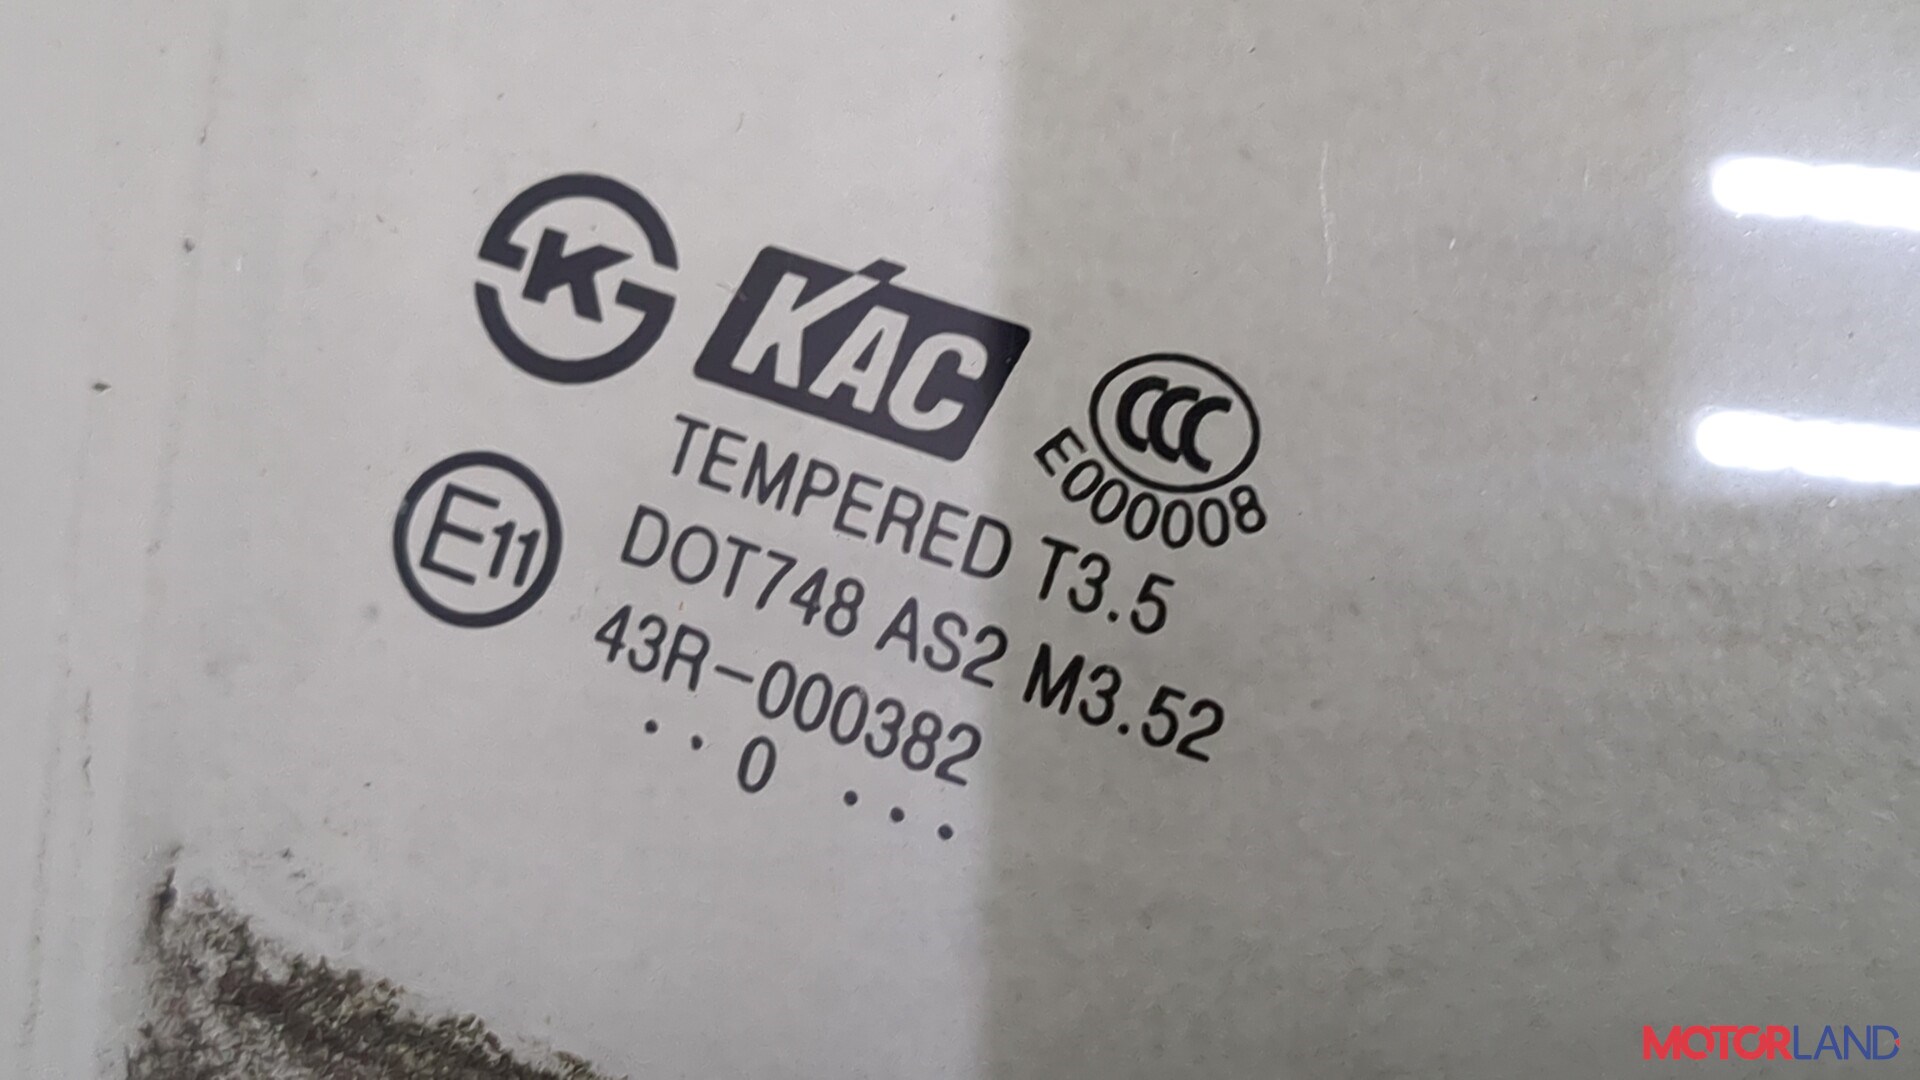 K
KAC
CCC
E000008
TEMPERED T3.5
E11
DOT748 AS2 M3.52
43R-000382
. . 0 . . .
MOTORLAND